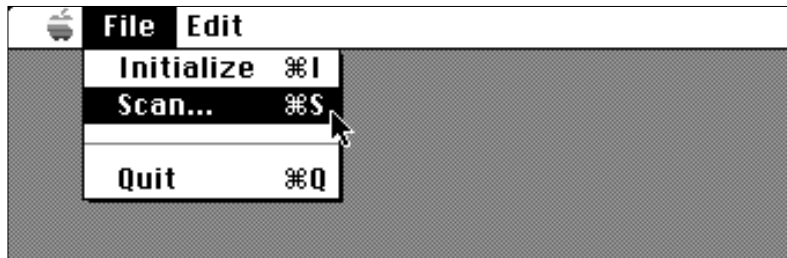 File Edit
Initialize ⌘I
Scan... ⌘S
Quit ⌘Q